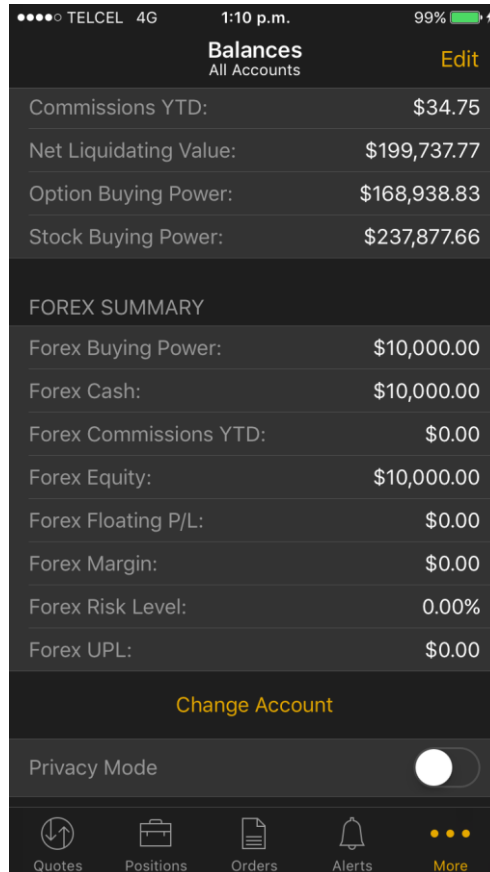 TELCEL 4G 1:10 p.m. 99%
Balances
All Accounts
Edit
Commissions YTD: $34.75
Net Liquidating Value: $199,737.77
Option Buying Power: $168,938.83
Stock Buying Power: $237,877.66
FOREX SUMMARY
Forex Buying Power: $10,000.00
Forex Cash: $10,000.00
Forex Commissions YTD: $0.00
Forex Equity: $10,000.00
Forex Floating P/L: $0.00
Forex Margin: $0.00
Forex Risk Level: 0.00%
Forex UPL: $0.00
Change Account
Privacy Mode
Quotes Positions Orders Alerts More